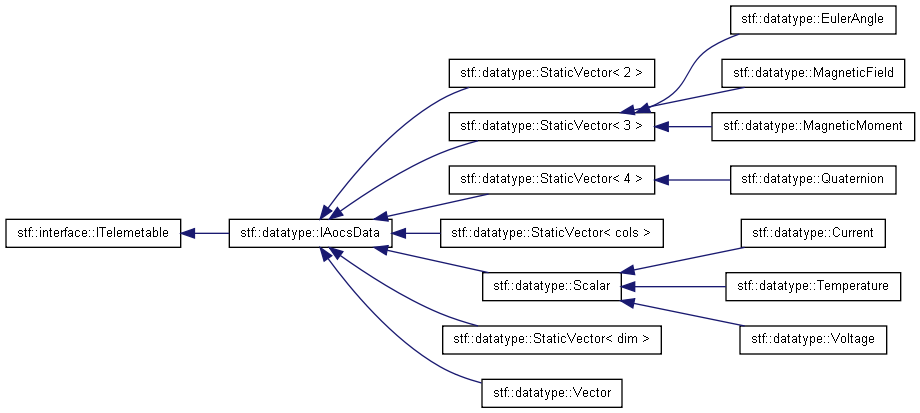 stf::datatype::EulerAngle
stf::datatype::StaticVector< 2 >
stf::datatype::MagneticField
stf::datatype::StaticVector< 3 >
stf::datatype::MagneticMoment
stf::datatype::StaticVector< 4 >
stf::datatype::Quaternion
stf::interface::ITelemetable
stf::datatype::IAocsData
stf::datatype::StaticVector< cols >
stf::datatype::Current
stf::datatype::Scalar
stf::datatype::Temperature
stf::datatype::StaticVector< dim >
stf::datatype::Voltage
stf::datatype::Vector